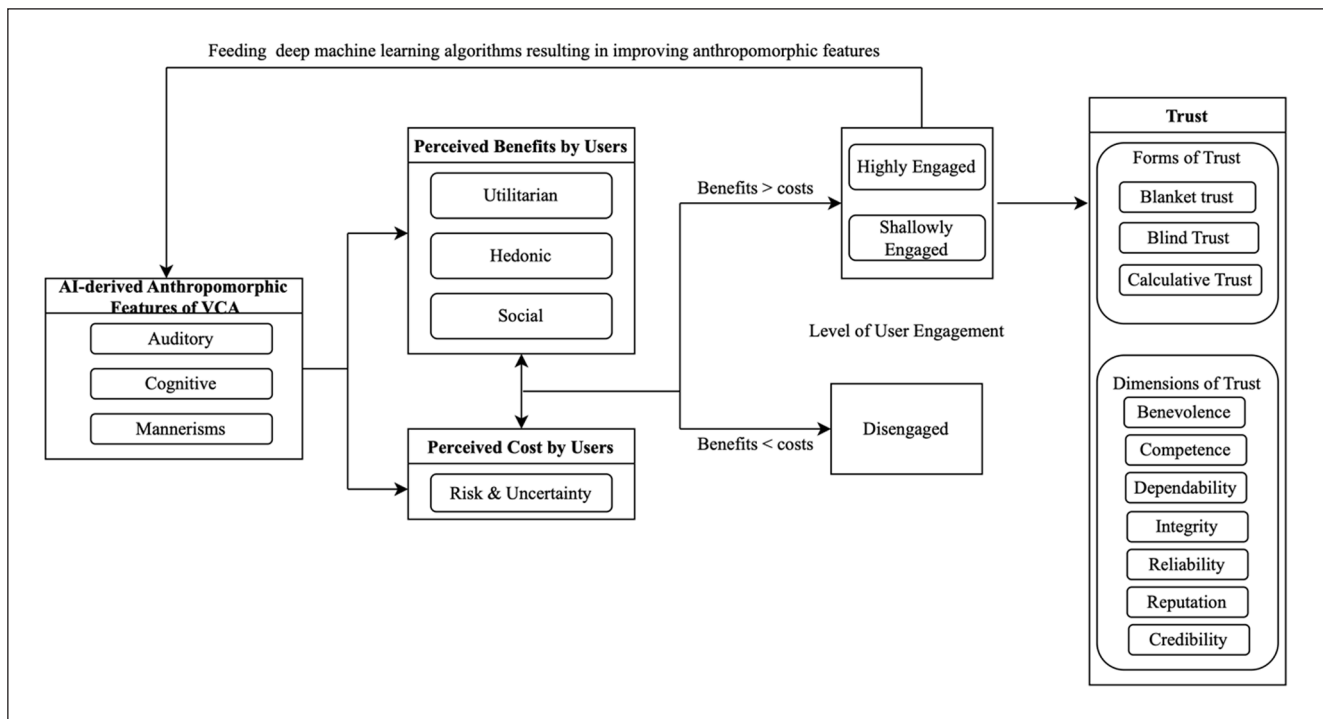 Feeding deep machine learning algorithms resulting in improving anthropomorphic features
AI-derived Anthropomorphic
Features of VCA
Auditory
Cognitive
Mannerisms
Perceived Benefits by Users
Utilitarian
Hedonic
Social
Perceived Cost by Users
Risk & Uncertainty
Benefits > costs
Benefits < costs
Highly Engaged
Shallowly
Engaged
Level of User Engagement
Disengaged
Trust
Forms of Trust
Blanket trust
Blind Trust
Calculative Trust
Dimensions of Trust
Benevolence
Competence
Dependability
Integrity
Reliability
Reputation
Credibility